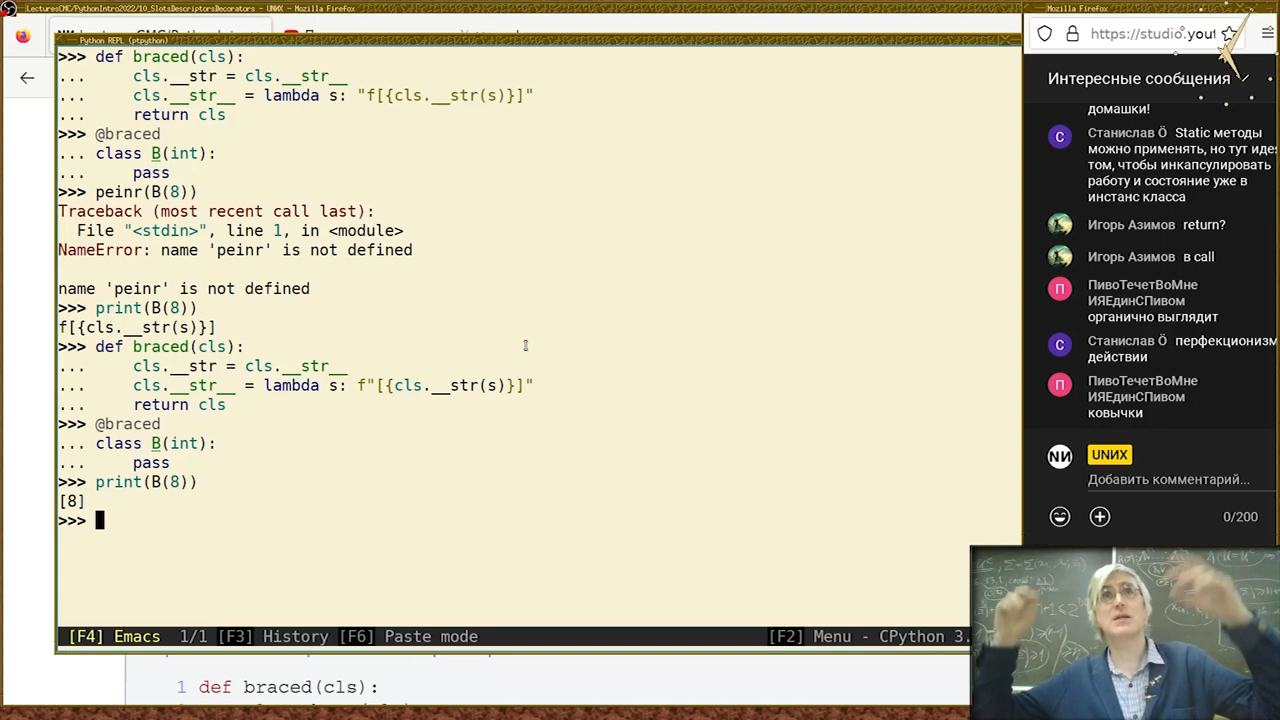 LecturesCMC/PythonIntro2022/10_SlotsDescriptorsDecorators - UNIX — Mozilla Firefox
Python REPL (ptpython)
>>> def braced(cls):
...     cls.__str = cls.__str__
...     cls.__str__ = lambda s: "f[{cls.__str(s)}]"
...     return cls
>>> @braced
... class B(int):
...     pass
>>> peinr(B(8))
Traceback (most recent call last):
  File "<stdin>", line 1, in <module>
NameError: name 'peinr' is not defined
name 'peinr' is not defined
>>> print(B(8))
f[{cls.__str(s)}]
>>> def braced(cls):
...     cls.__str = cls.__str__
...     cls.__str__ = lambda s: f"[{cls.__str(s)}]"
...     return cls
>>> @braced
... class B(int):
...     pass
>>> print(B(8))
[8]
>>>
[F4] Emacs  1/1 [F3] History [F6] Paste mode
[F2] Menu - CPython 3.
1 def braced(cls):
Mozilla Firefox
https://studio.yout
Интересные сообщения
домашки!
Станислав Ö Static методы
можно применять, но тут идея
том, чтобы инкапсулировать
работу и состояние уже в
инстанс класса
Игорь Азимов return?
Игорь Азимов в call
ПивоТечетВоМне
ИЯЕдинСПивом
органично выглядит
Станислав Ö перфекционизм
действии
ПивоТечетВоМне
ИЯЕдинСПивом
ковычки
UNИX
Добавить комментарий...
0/200